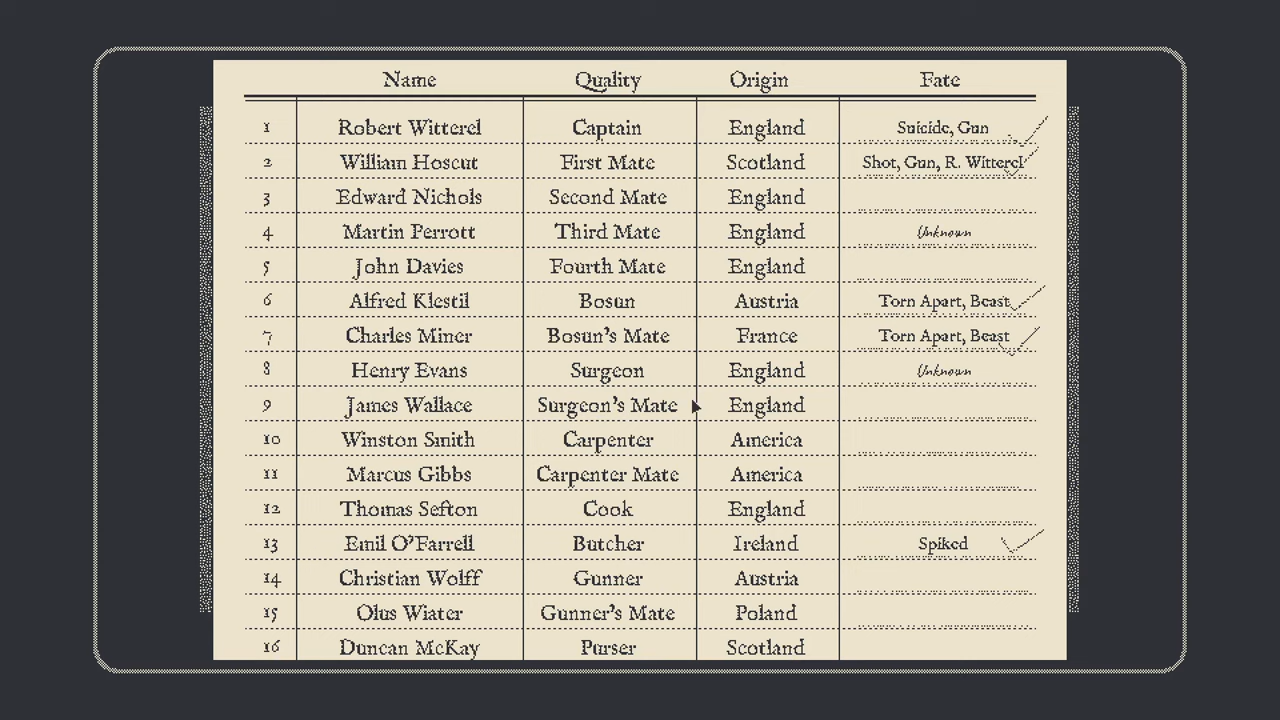 Name Quality Origin Fate
1 Robert Witterel Captain England Suicide, Gun
2 William Hoscut First Mate Scotland Shot, Gun, R. Witterel
3 Edward Nichols Second Mate England
4 Martin Perrott Third Mate England Unknown
5 John Davies Fourth Mate England
6 Alfred Klestil Bosun Austria Torn Apart, Beast
7 Charles Miner Bosun's Mate France Torn Apart, Beast
8 Henry Evans Surgeon England Unknown
9 James Wallace Surgeon's Mate England
10 Winston Smith Carpenter America
11 Marcus Gibbs Carpenter Mate America
12 Thomas Sefton Cook England
13 Emil O'Farrell Butcher Ireland Spiked
14 Christian Wolff Gunner Austria
15 Olus Wiater Gunner's Mate Poland
16 Duncan McKay Purser Scotland